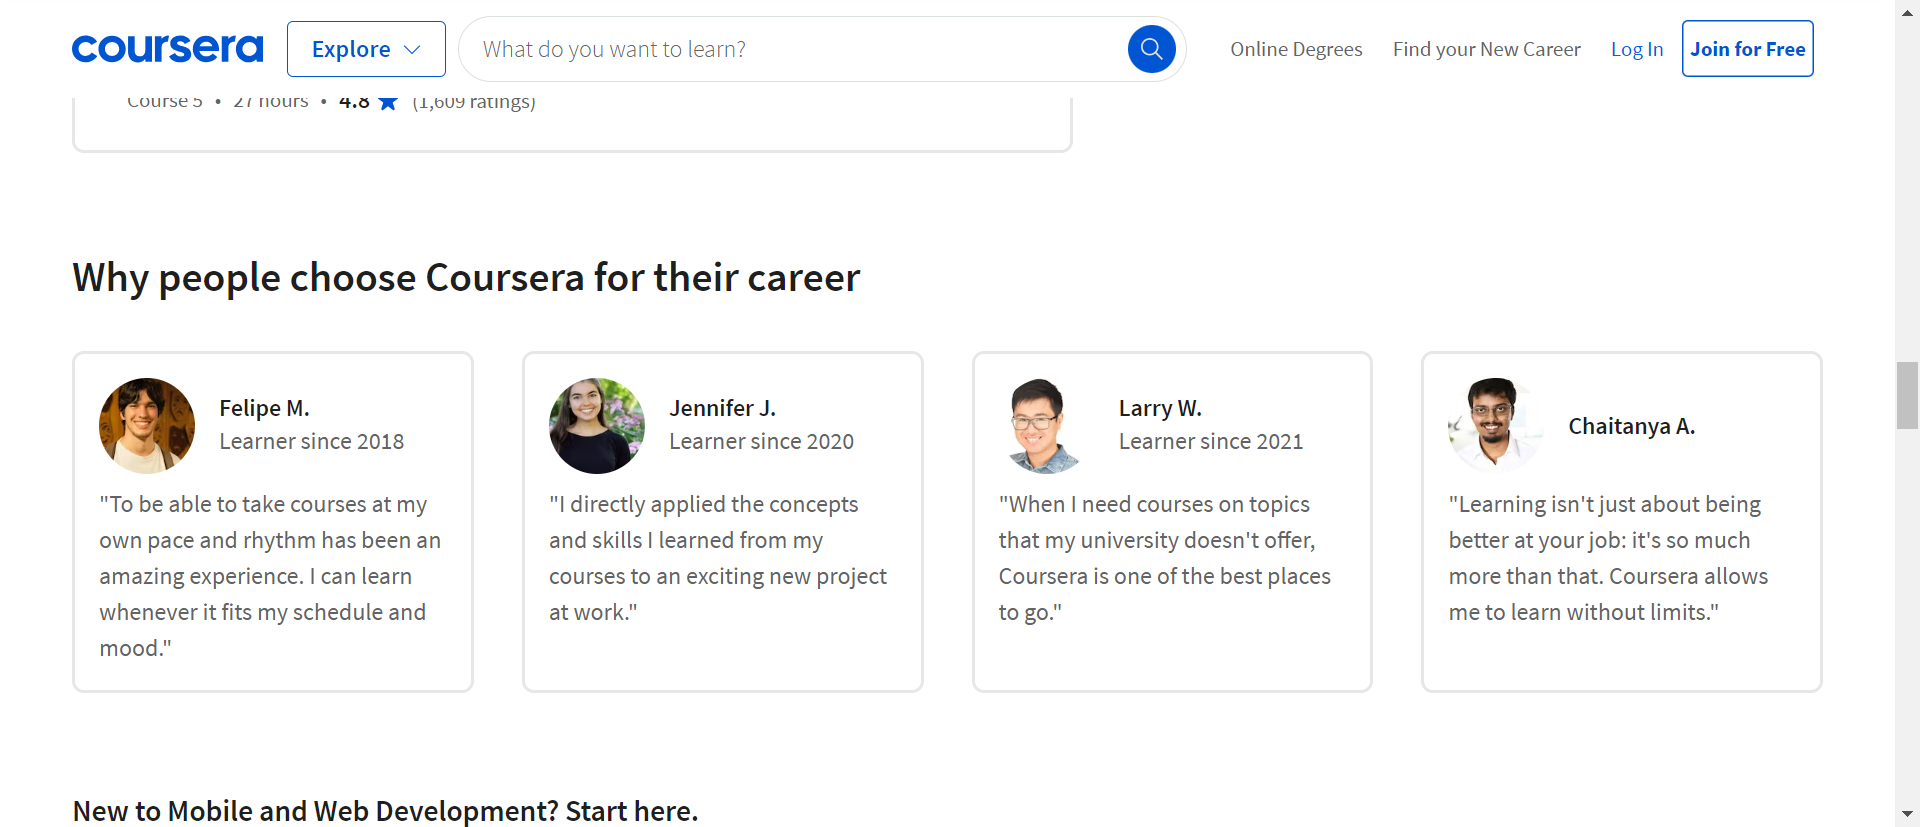 coursera
Explore
What do you want to learn?
Online Degrees
Find your New Career
Log In
Join for Free
Course 5 • 27 hours • 4.8 ★ (1,609 ratings)
Why people choose Coursera for their career
Felipe M.
Learner since 2018
"To be able to take courses at my
own pace and rhythm has been an
amazing experience. I can learn
whenever it fits my schedule and
mood."
Jennifer J.
Learner since 2020
"I directly applied the concepts
and skills I learned from my
courses to an exciting new project
at work."
Larry W.
Learner since 2021
"When I need courses on topics
that my university doesn't offer,
Coursera is one of the best places
to go."
Chaitanya A.
"Learning isn't just about being
better at your job: it's so much
more than that. Coursera allows
me to learn without limits."
New to Mobile and Web Development? Start here.